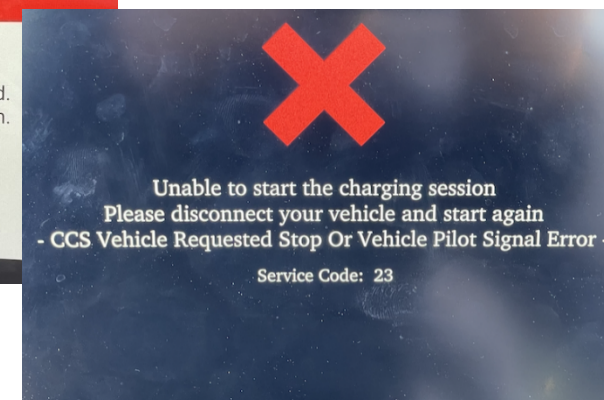 d.
n.
Unable to start the charging session
Please disconnect your vehicle and start again
- CCS Vehicle Requested Stop Or Vehicle Pilot Signal Error -
Service Code: 23